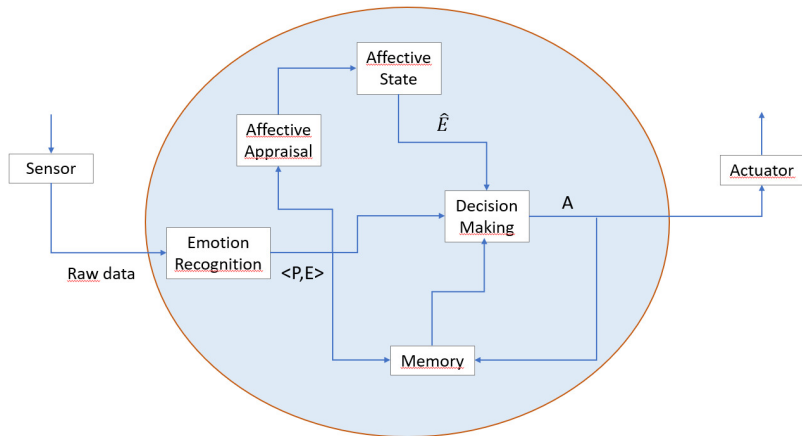 Affective
State
Affective
Appraisal
Ê
Sensor
Actuator
Decision
Making
A
Emotion
Recognition
Raw data
<P,E>
Memory